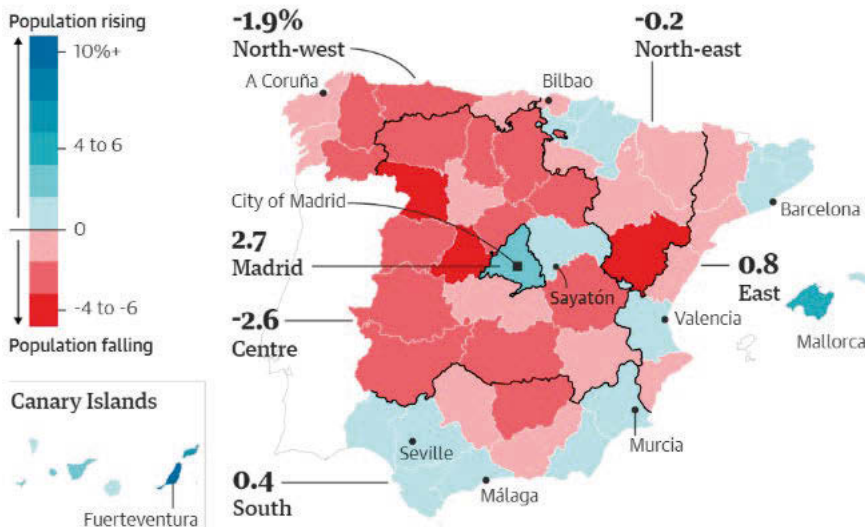 Population rising
10%+
4 to 6
0
-4 to -6
Population falling
-1.9%
North-west
-0.2
North-east
A Coruña
Bilbao
City of Madrid
Barcelona
2.7
Madrid
0.8
East
Sayatón
-2.6
Centre
Valencia
Mallorca
Canary Islands
Murcia
Seville
0.4
South
Málaga
Fuerteventura